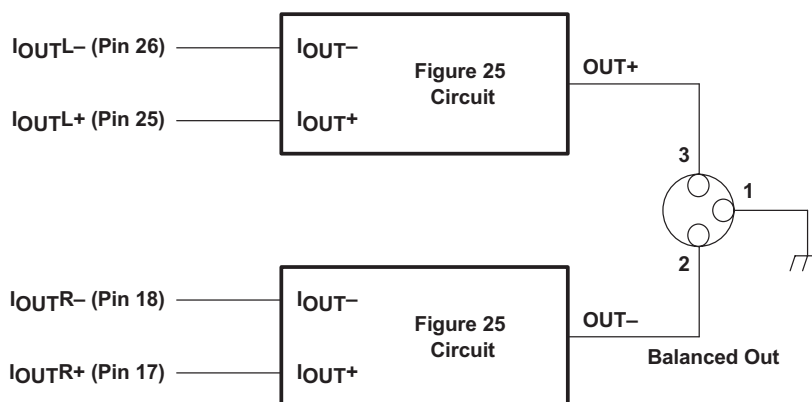 IOUTL– (Pin 26)
IOUT–
Figure 25
Circuit
OUT+
IOUTL+ (Pin 25)
IOUT+
3
1
2
IOUTR– (Pin 18)
IOUT–
Figure 25
Circuit
OUT–
Balanced Out
IOUTR+ (Pin 17)
IOUT+